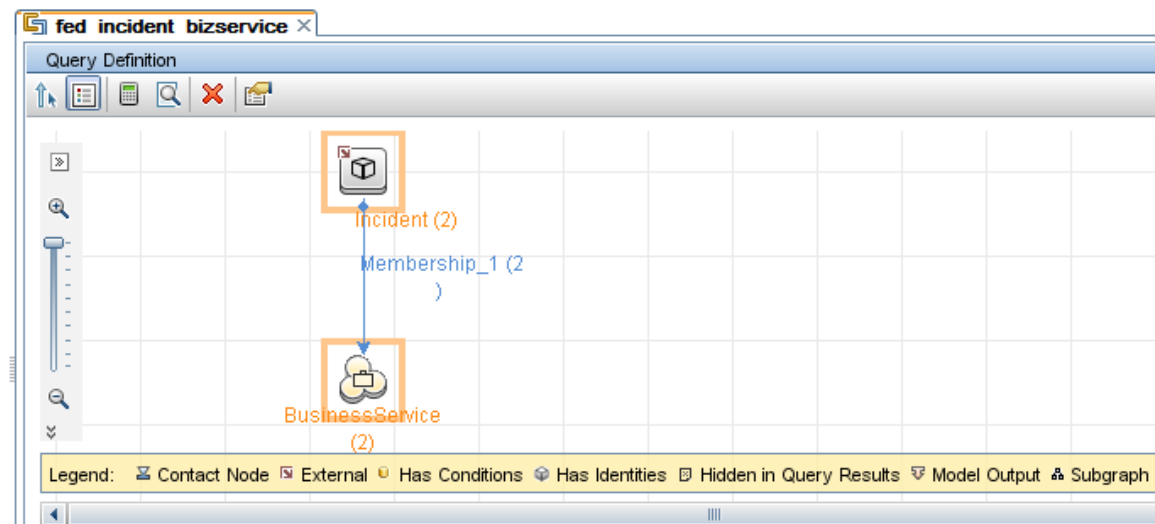 fed incident bizservice
Query Definition
Incident (2)
Membership_1 (2
)
BusinessService
(2)
Legend: Contact Node External Has Conditions Has Identities Hidden in Query Results Model Output Subgraph